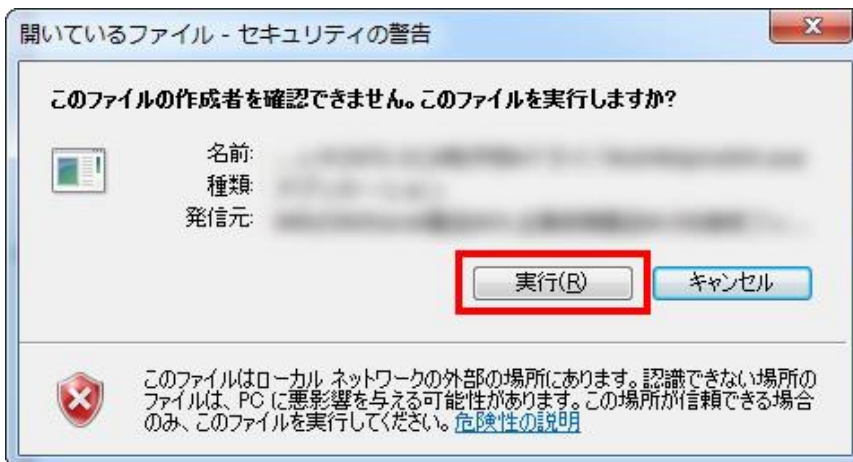 開いているファイル - セキュリティの警告
このファイルの作成者を確認できません。このファイルを実行しますか?
名前:
種類:
発信元:
実行(R)
キャンセル
このファイルはローカル ネットワークの外部の場所にあります。認識できない場所の
ファイルは、PC に悪影響を与える可能性があります。この場所が信頼できる場合
のみ、このファイルを実行してください。危険性の説明